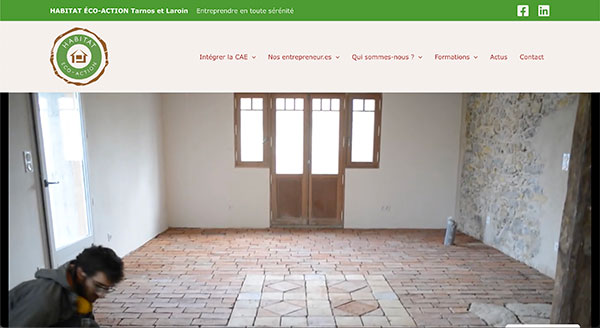 HABITAT ÉCO-ACTION Tarnos et Laroin Entreprendre en toute sérénité
HABITAT
ÉCO-ACTION
Intégrer la CAE Nos entrepreneur.es Qui sommes-nous ? Formations Actus Contact